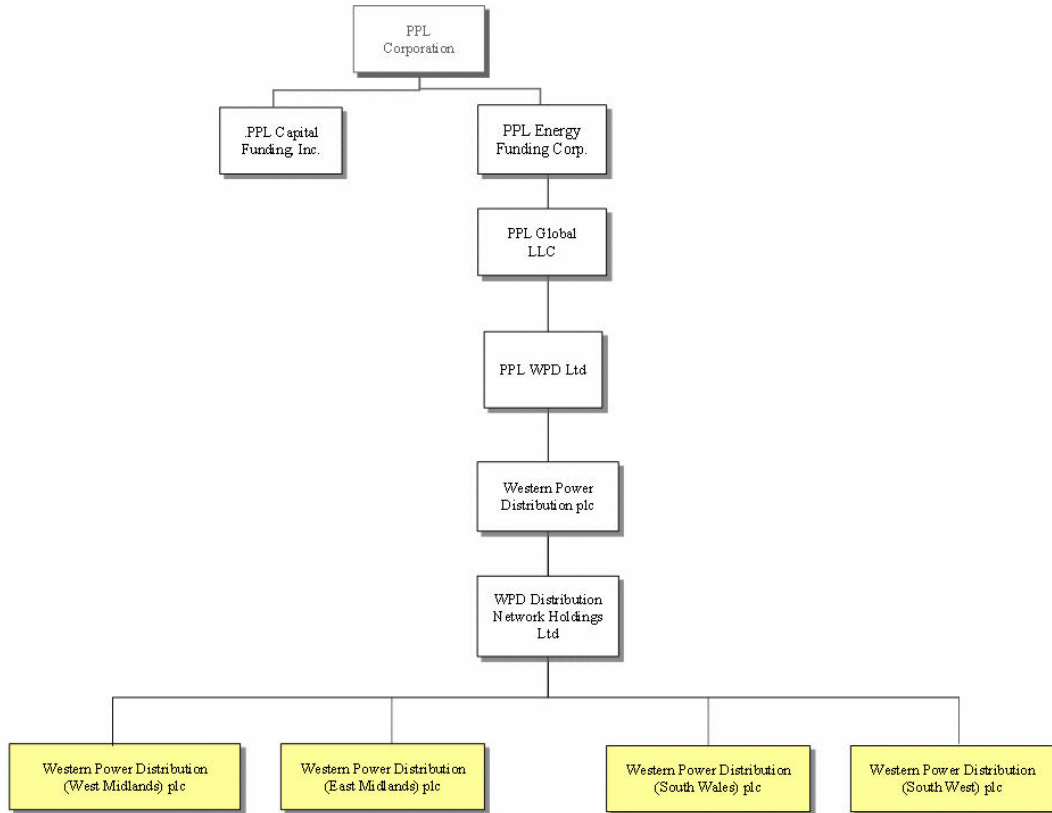 PPL
Corporation
.PPL Capital
Funding, Inc.
PPL Energy
Funding Corp.
PPL Global
LLC
PPL WPD Ltd
Western Power
Distribution plc
WPD Distribution
Network Holdings
Ltd
Western Power Distribution
(West Midlands) plc
Western Power Distribution
(East Midlands) plc
Western Power Distribution
(South Wales) plc
Western Power Distribution
(South West) plc